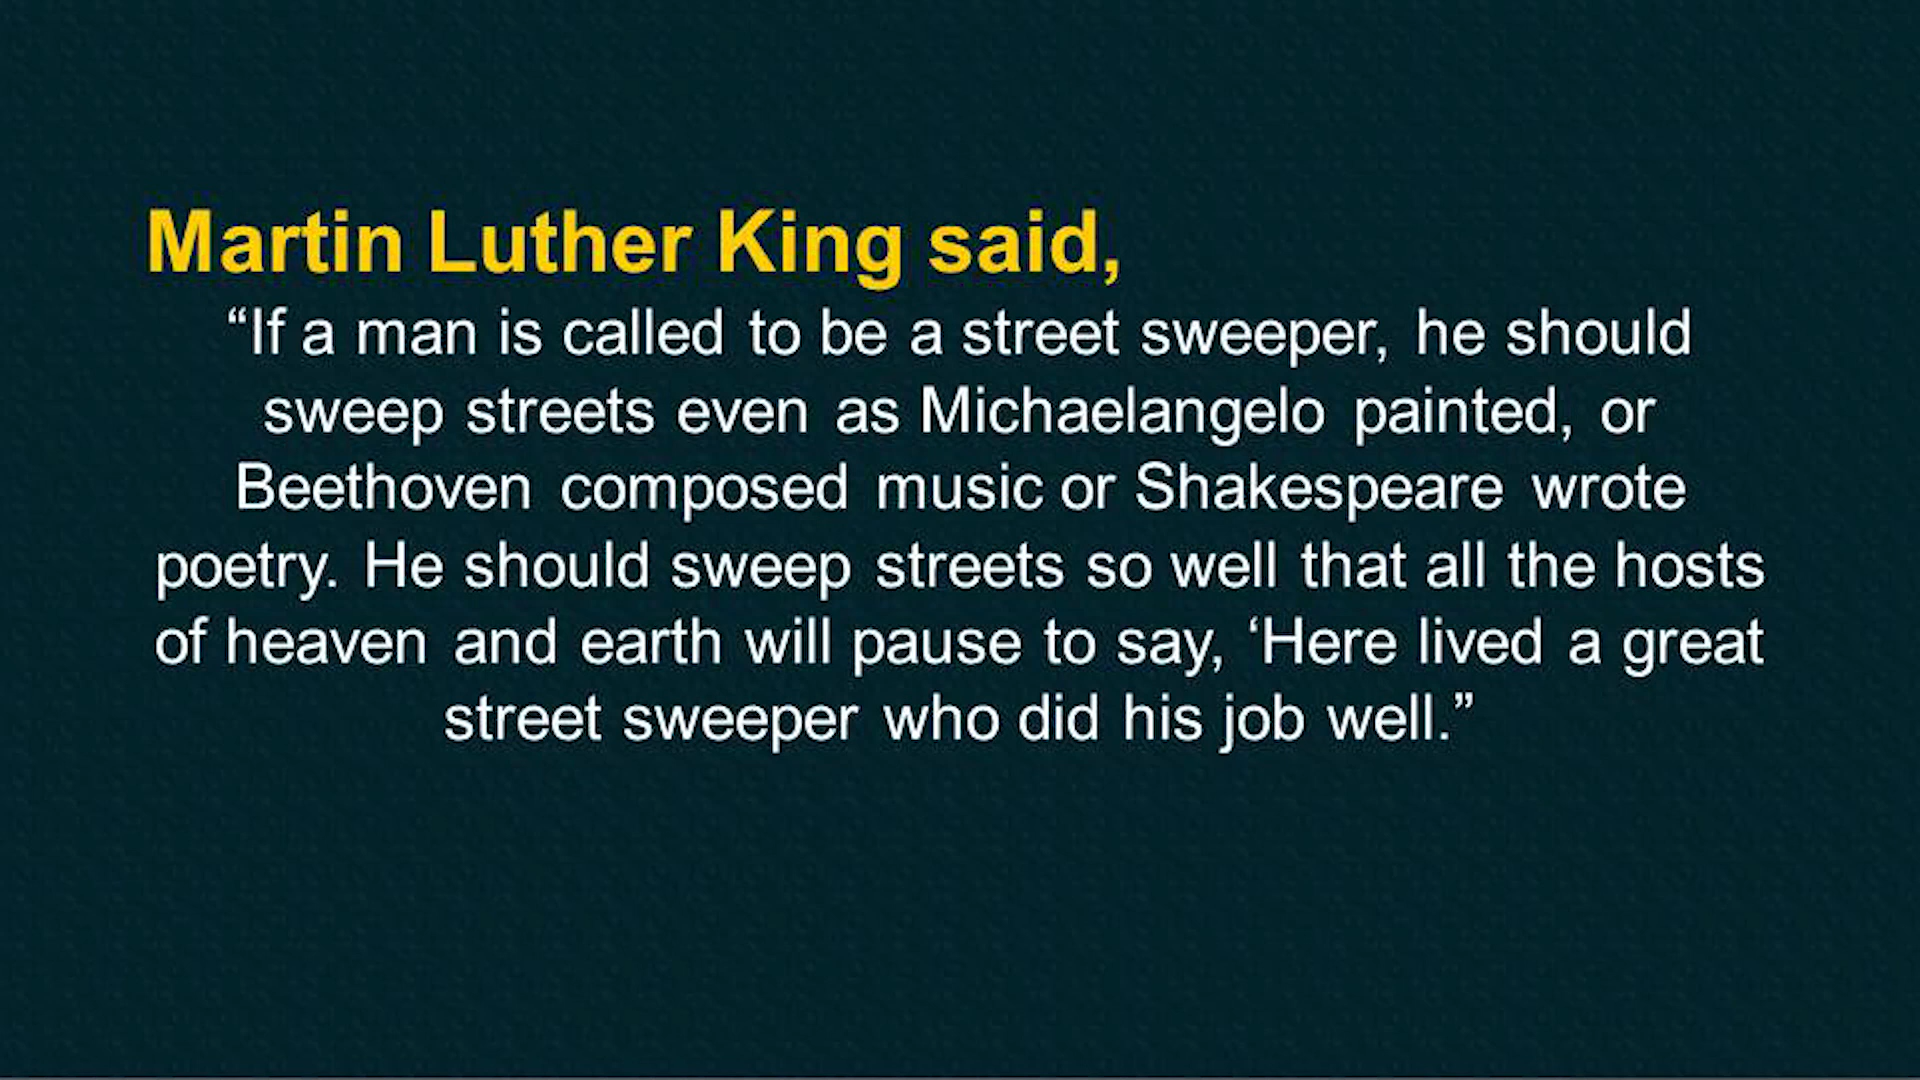 Martin Luther King said,
“If a man is called to be a street sweeper, he should
sweep streets even as Michaelangelo painted, or
Beethoven composed music or Shakespeare wrote
poetry. He should sweep streets so well that all the hosts
of heaven and earth will pause to say, ‘Here lived a great
street sweeper who did his job well.”